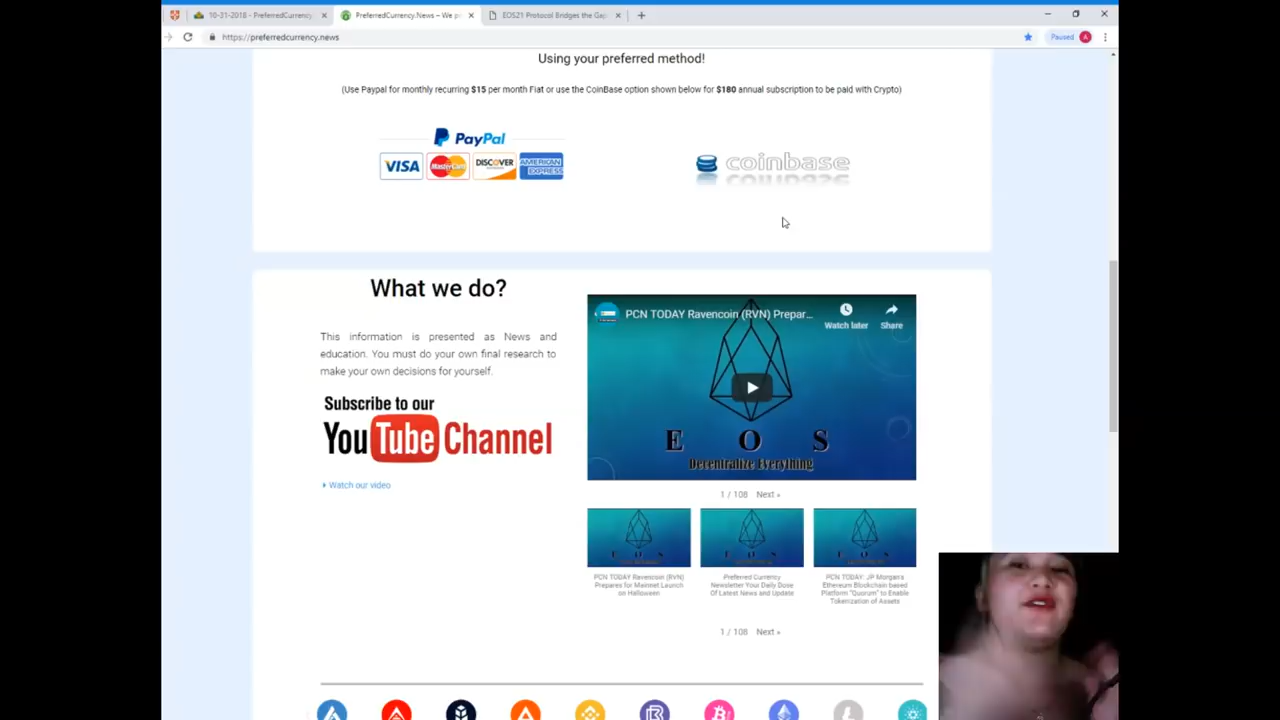 10-31-2018 - PreferredCurrency
PreferredCurrency.News – We p
EOS21 Protocol Bridges the Gap
https://preferredcurrency.news
Paused
A
Using your preferred method!
(Use Paypal for monthly recurring $15 per month Fiat or use the CoinBase option shown below for $180 annual subscription to be paid with Crypto)
PayPal
VISA
MasterCard
DISCOVER
AMERICAN EXPRESS
coinbase
What we do?
This information is presented as News and
education. You must do your own final research to
make your own decisions for yourself.
Subscribe to our
YouTube Channel
Watch our video
PCN TODAY Ravencoin (RVN) Prepar...
Watch later
Share
E O S
Decentralize Everything
1 / 108 Next »
E O S
E O S
E O S
PCN TODAY Ravencoin (RVN)
Prepares for Mainnet Launch
on Halloween
Preferred Currency
Newsletter Your Daily Dose
Of Latest News and Update
PCN TODAY: JP Morgan's
Ethereum Blockchain based
Platform "Quorum" to Enable
Tokenization of Assets
1 / 108 Next »